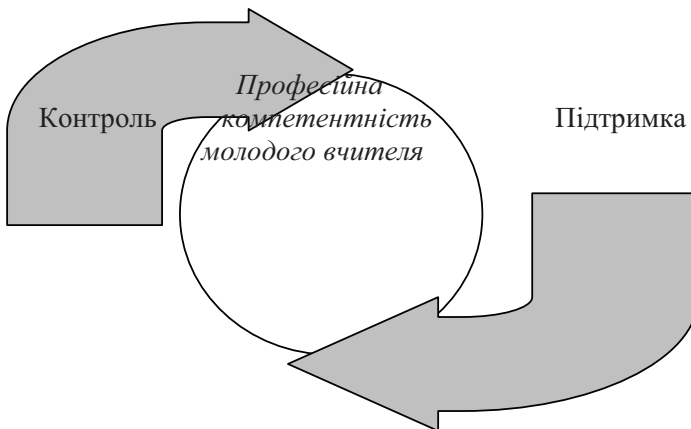 Контроль
Професійна
компетентність
молодого вчителя
Підтримка